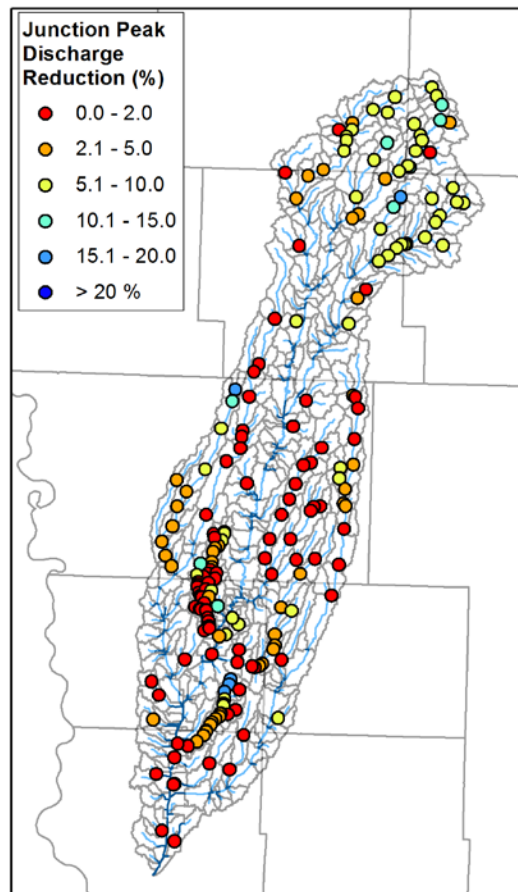 Junction Peak
Discharge
Reduction (%)
0.0 - 2.0
2.1 - 5.0
5.1 - 10.0
10.1 - 15.0
15.1 - 20.0
> 20 %